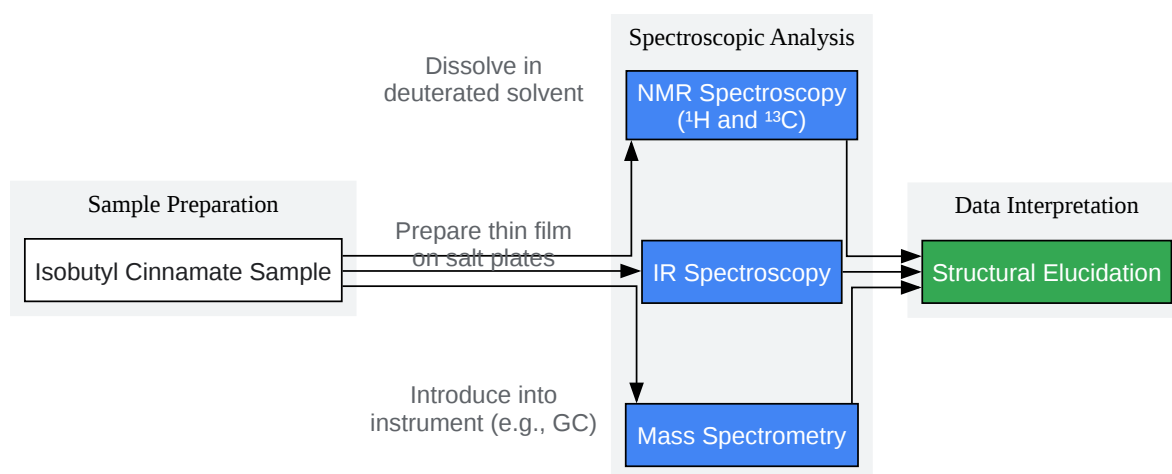 Spectroscopic Analysis
Dissolve in
deuterated solvent
NMR Spectroscopy
(¹H and ¹³C)
Sample Preparation
Isobutyl Cinnamate Sample
Prepare thin film
on salt plates
IR Spectroscopy
Data Interpretation
Structural Elucidation
Introduce into
instrument (e.g., GC)
Mass Spectrometry